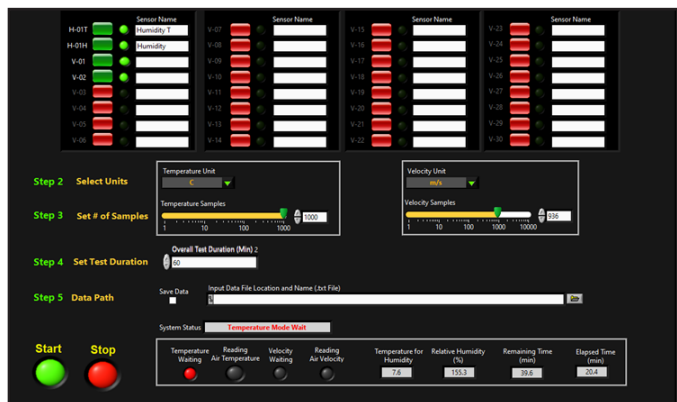 Sensor Name Sensor Name Sensor Name Sensor Name
H-01T Humidity T V-07 V-15 V-23
H-01H Humidity V-08 V-16 V-24
V-01 V-09 V-17 V-25
V-02 V-10 V-18 V-26
V-03 V-11 V-19 V-27
V-04 V-12 V-20 V-28
V-05 V-13 V-21 V-29
V-06 V-14 V-22 V-30
Step 2 Select Units
Temperature Unit
C
Velocity Unit
m/s
Step 3 Set # of Samples
Temperature Samples
1 10 100 1000
1000
Velocity Samples
1 10 100 1000 10000
936
Step 4 Set Test Duration
Overall Test Duration (Min) 2
60
Step 5 Data Path
Save Data
Input Data File Location and Name (.txt File)
System Status Temperature Mode Wait
Start Stop
Temperature Waiting
Reading Air Temperature
Velocity Waiting
Reading Air Velocity
Temperature for Humidity
7.6
Relative Humidity (%)
155.3
Remaining Time (min)
39.6
Elapsed Time (min)
20.4